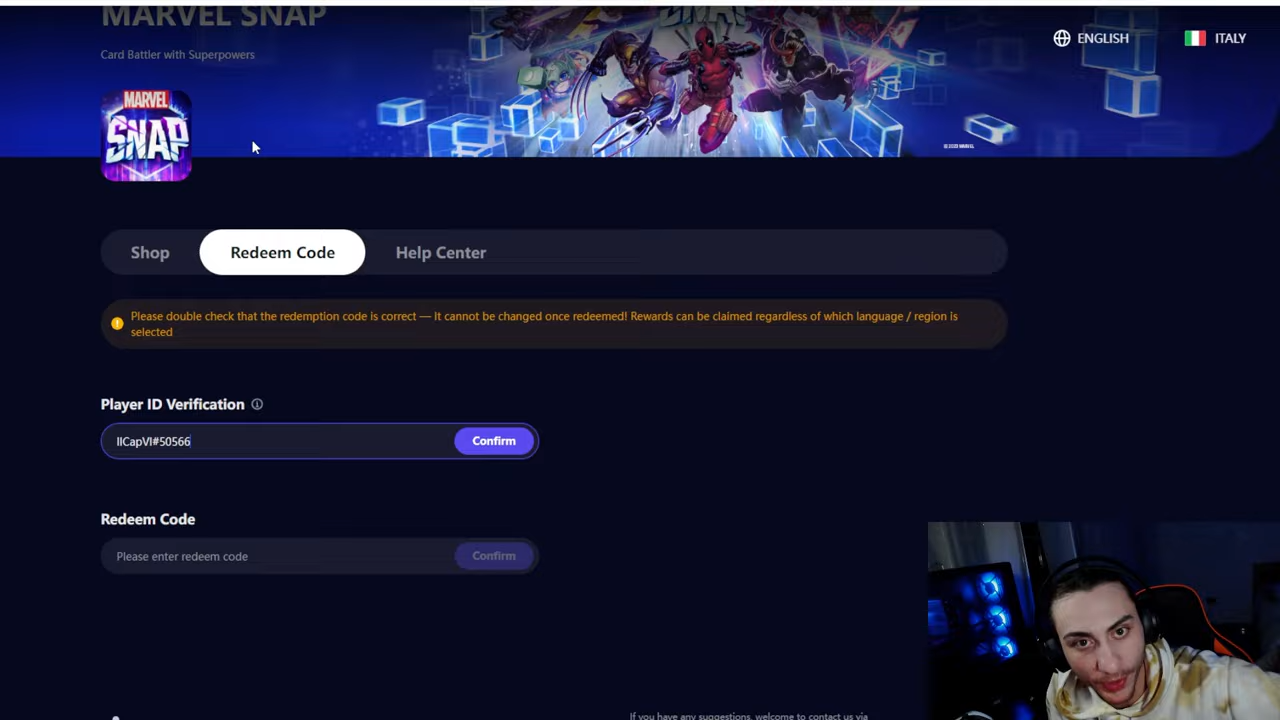 MARVEL SNAP
ENGLISH
ITALY
Card Battler with Superpowers
MARVEL
SNAP
Shop
Redeem Code
Help Center
Please double check that the redemption code is correct — It cannot be changed once redeemed! Rewards can be claimed regardless of which language / region is
selected
Player ID Verification
IlCapVI#50566
Confirm
Redeem Code
Please enter redeem code
Confirm
If you have any suggestions, welcome to contact us via